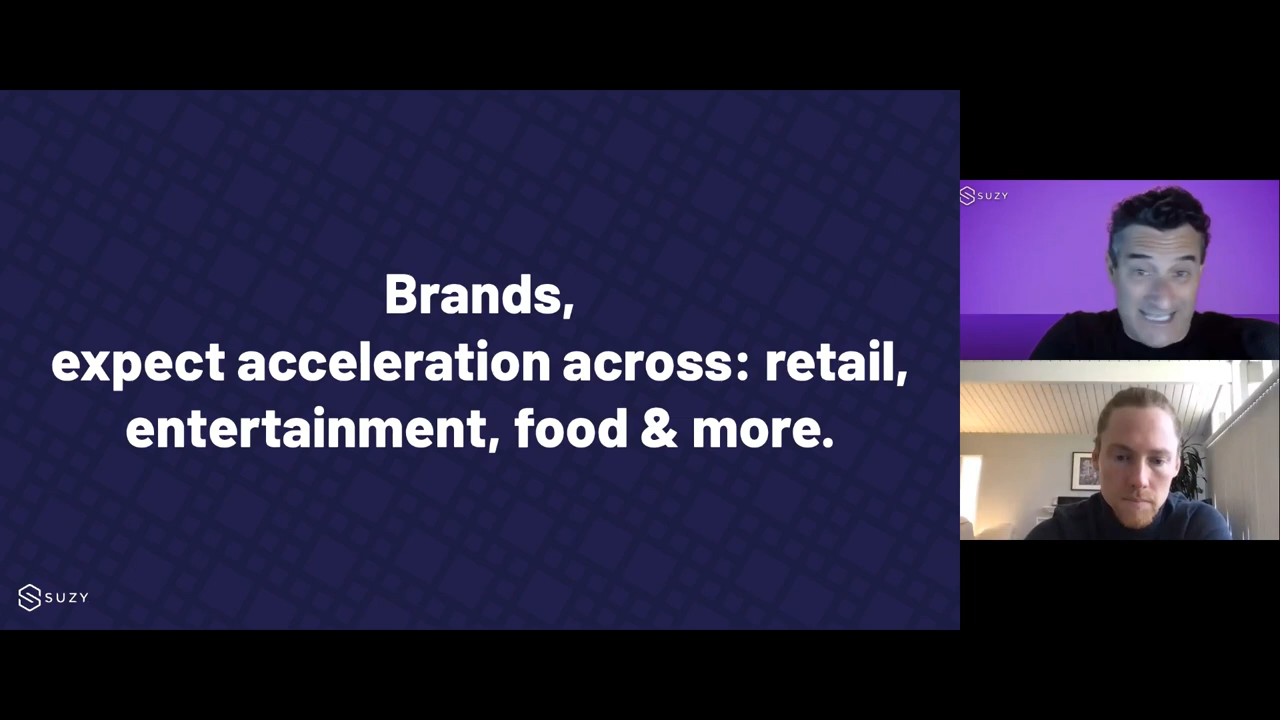 Brands,
expect acceleration across: retail,
entertainment, food & more.
SUZY
SUZY